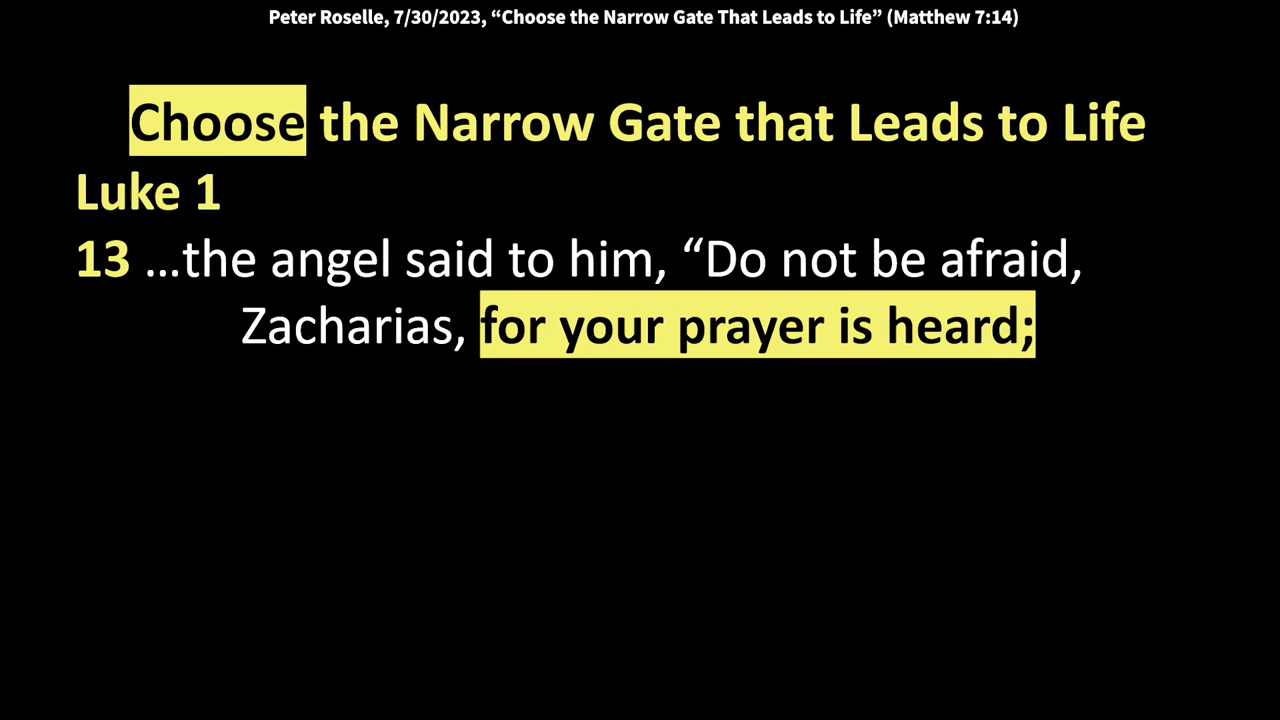 Peter Roselle, 7/30/2023, “Choose the Narrow Gate That Leads to Life” (Matthew 7:14)
Choose the Narrow Gate that Leads to Life
Luke 1
13 …the angel said to him, “Do not be afraid,
Zacharias, for your prayer is heard;